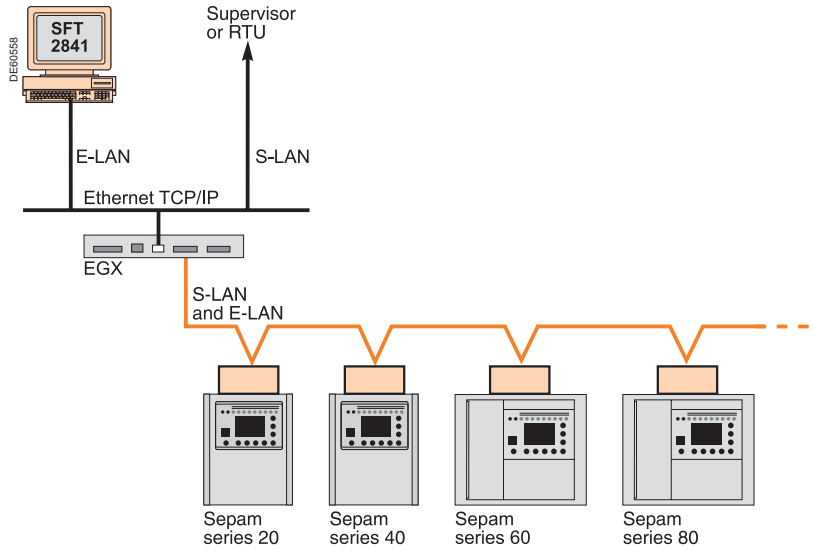 DE60558
SFT
2841
Supervisor
or RTU
E-LAN
S-LAN
Ethernet TCP/IP
EGX
S-LAN
and E-LAN
Sepam
series 20
Sepam
series 40
Sepam
series 60
Sepam
series 80